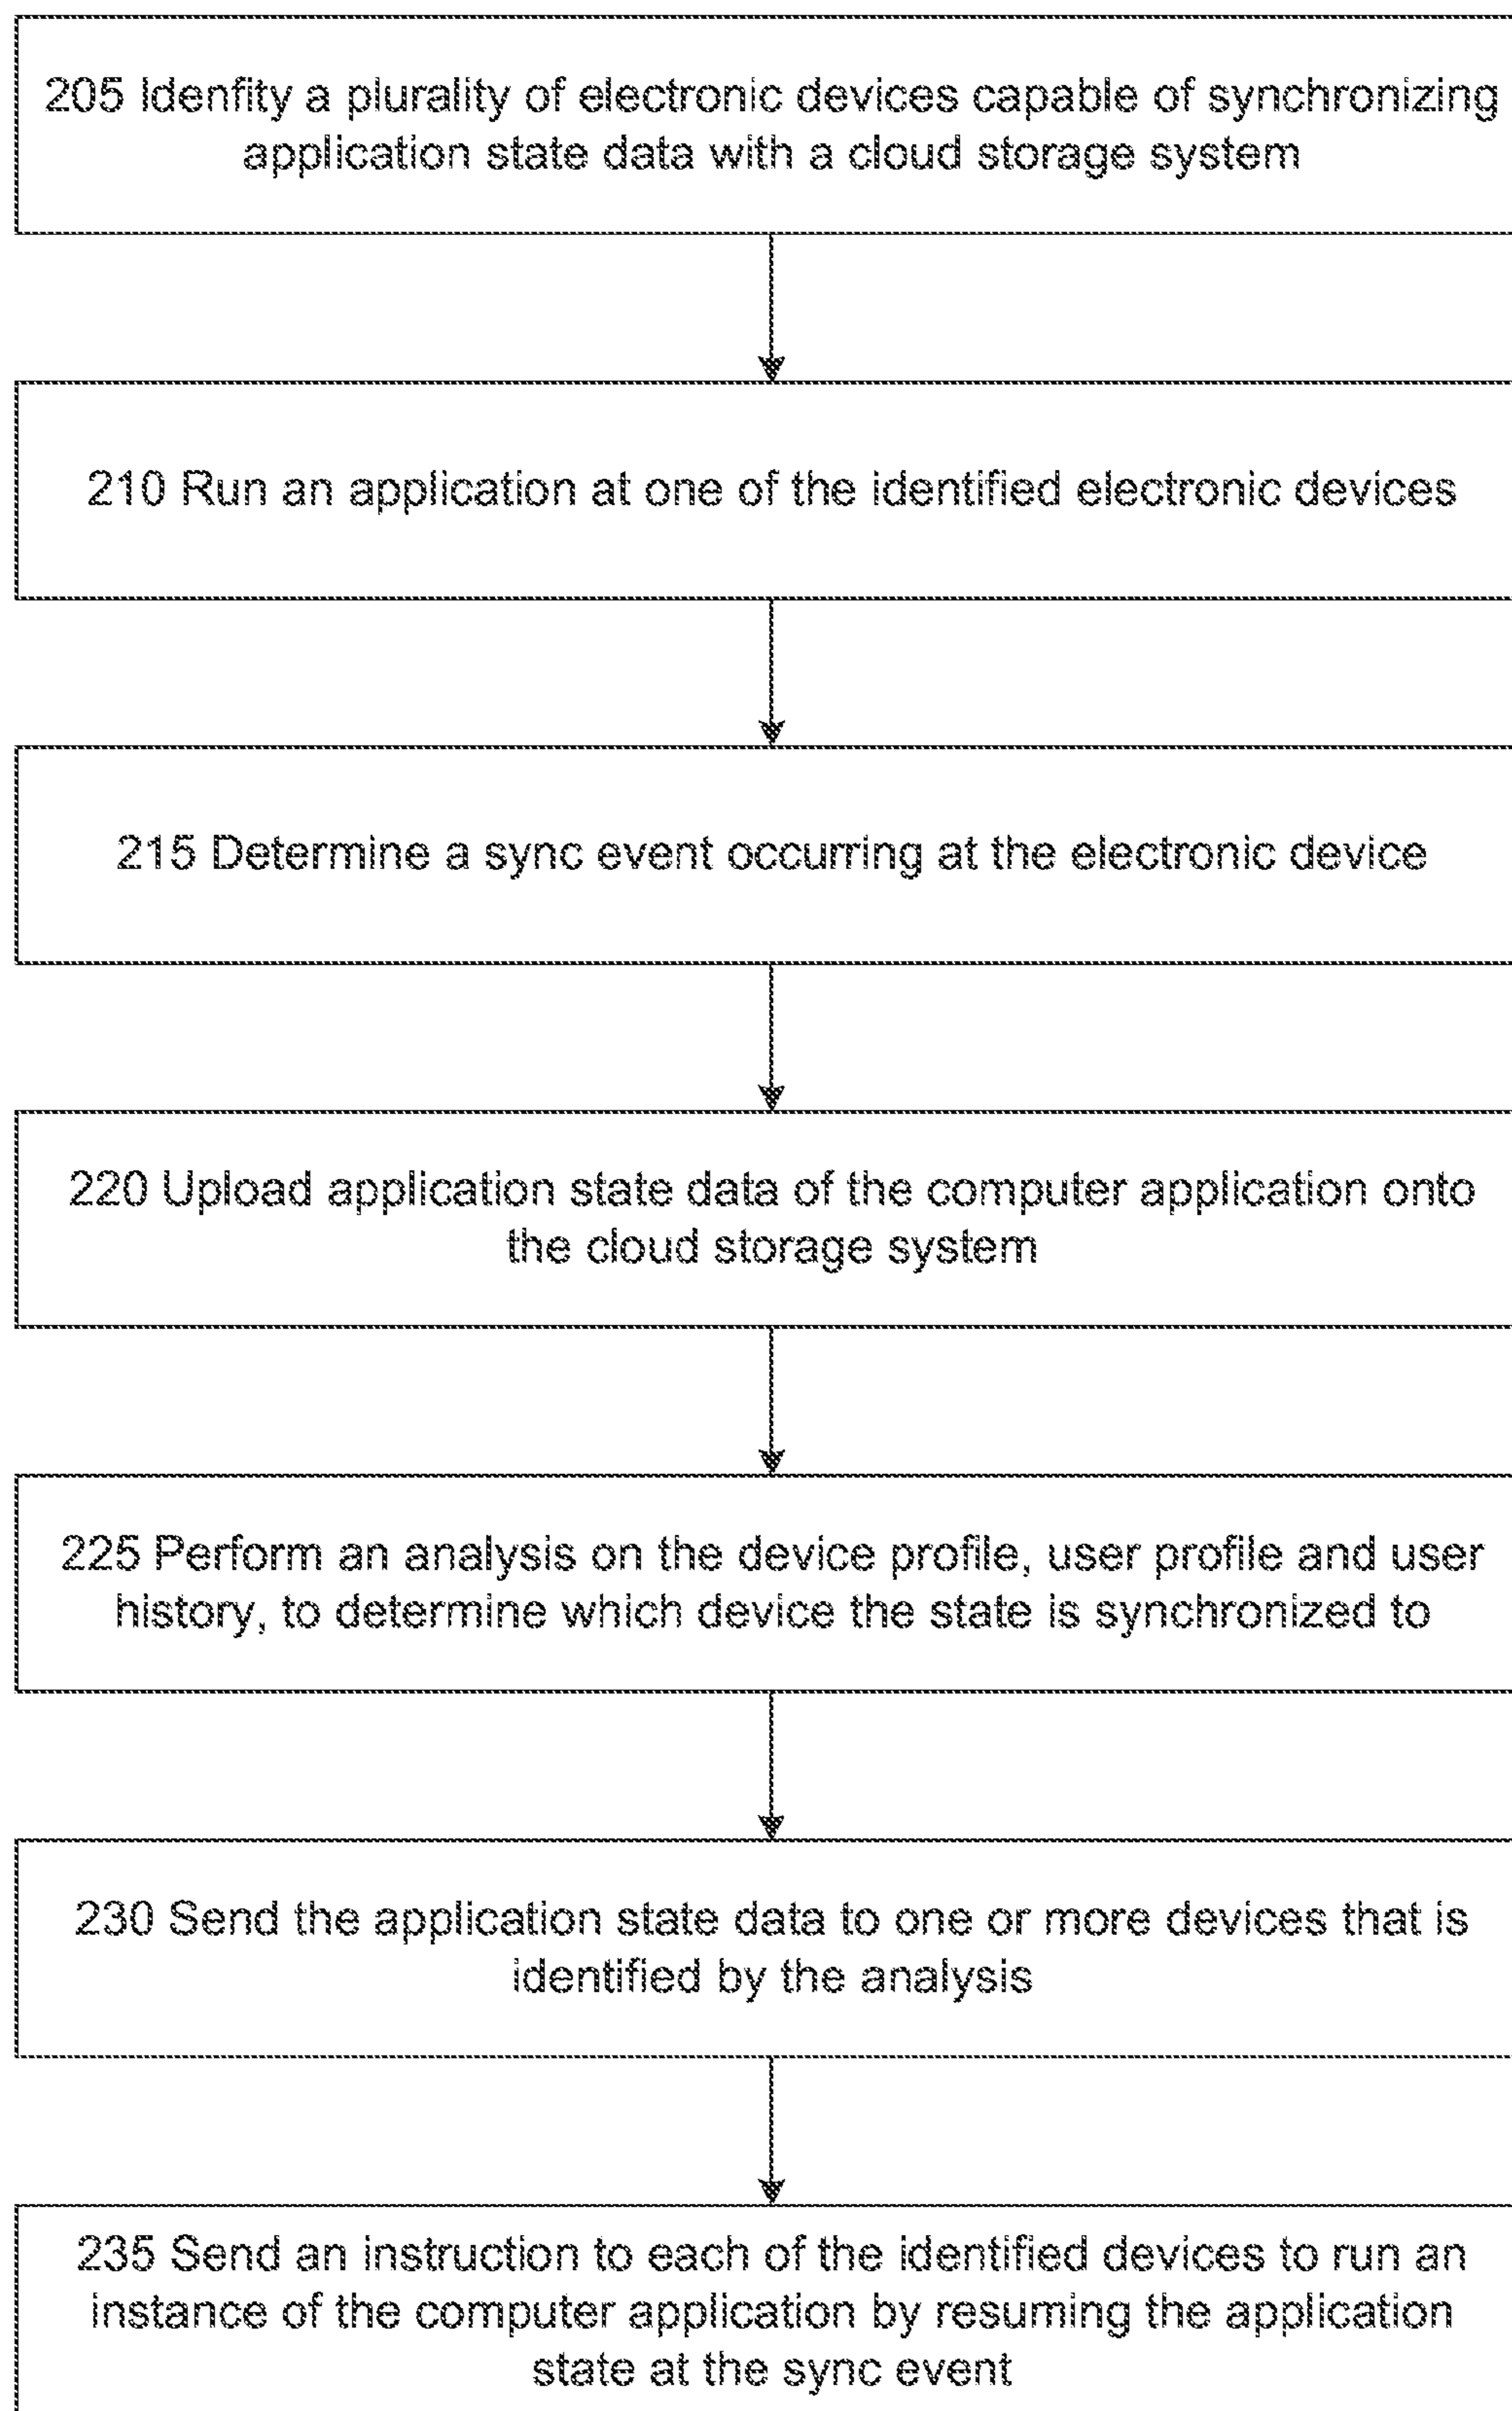 205 Idenfity a plurality of electronic devices capable of synchronizing
application state data with a cloud storage system
210 Run an application at one of the identified electronic devices
215 Determine a sync event occurring at the electronic device
220 Upload application state data of the computer application onto
the cloud storage system
225 Perform an analysis on the device profile, user profile and user
history, to determine which device the state is synchronized to
230 Send the application state data to one or more devices that is
identified by the analysis
235 Send an instruction to each of the identified devices to run an
instance of the computer application by resuming the application
state at the sync event